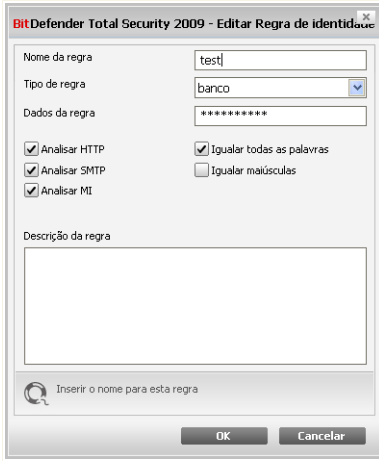 BitDefender Total Security 2009 - Editar Regra de identidade
Nome da regra
test
Tipo de regra
banco
Dados da regra
**********
Analisar HTTP
Igualar todas as palavras
Analisar SMTP
Igualar maiúsculas
Analisar MI
Descrição da regra
Inserir o nome para esta regra
OK
Cancelar